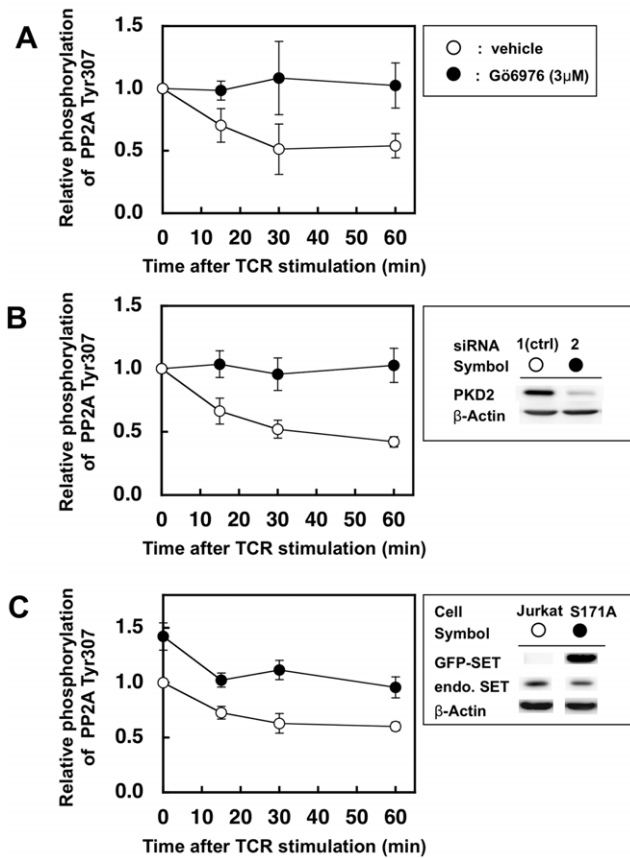 A
Relative phosphorylation
of PP2A Tyr307
1.5
1.0
0.5
0.0
0 10 20 30 40 50 60
Time after TCR stimulation (min)
: vehicle
: Gö6976 (3μM)
B
Relative phosphorylation
of PP2A Tyr307
1.5
1.0
0.5
0.0
0 10 20 30 40 50 60
Time after TCR stimulation (min)
siRNA 1(ctrl) 2
Symbol
PKD2
β-Actin
C
Relative phosphorylation
of PP2A Tyr307
1.5
1.0
0.5
0.0
0 10 20 30 40 50 60
Time after TCR stimulation (min)
Cell Jurkat S171A
Symbol
GFP-SET
endo. SET
β-Actin